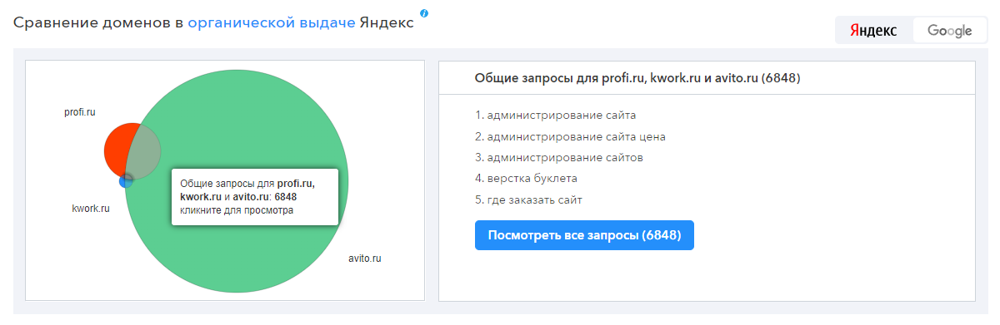 Сравнение доменов в органической выдаче Яндекс i
Яндекс Google
profi.ru
kwork.ru
avito.ru
Общие запросы для profi.ru,
kwork.ru и avito.ru: 6848
кликните для просмотра
Общие запросы для profi.ru, kwork.ru и avito.ru (6848)
1. администрирование сайта
2. администрирование сайта цена
3. администрирование сайтов
4. верстка буклета
5. где заказать сайт
Посмотреть все запросы (6848)